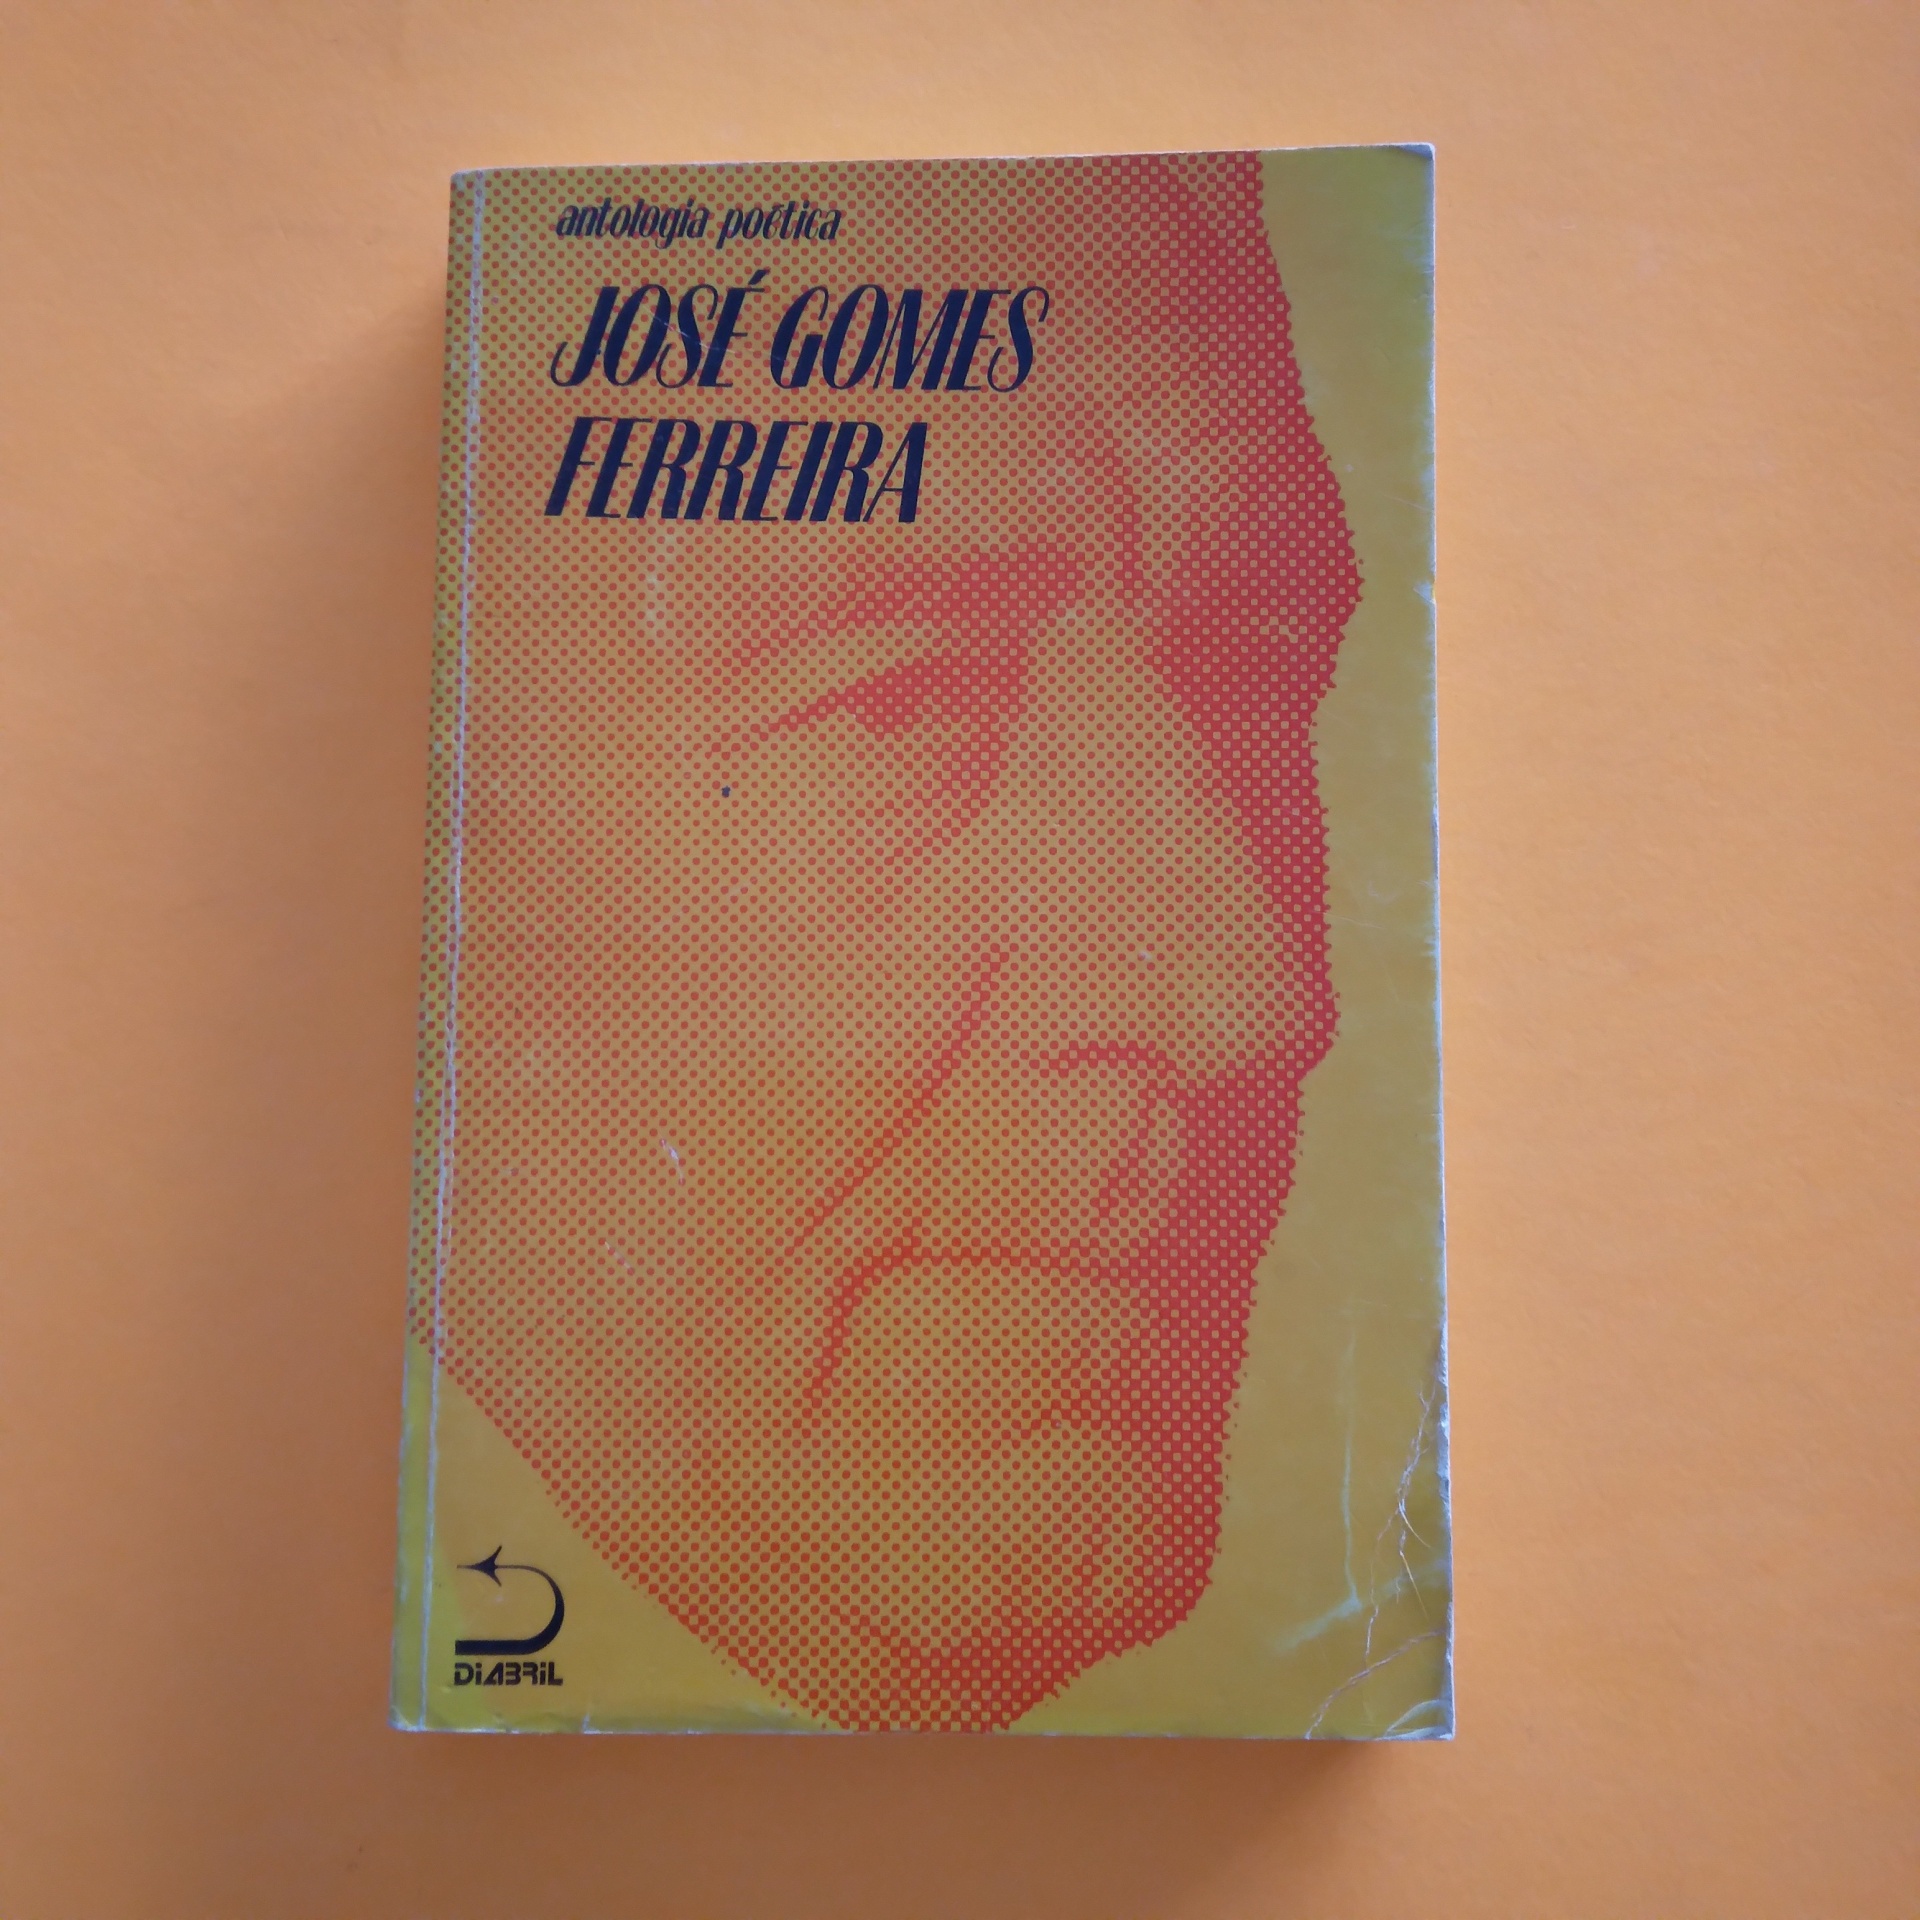 antologia poética
JOSÉ GOMES
FERREIRA
DIABRIL